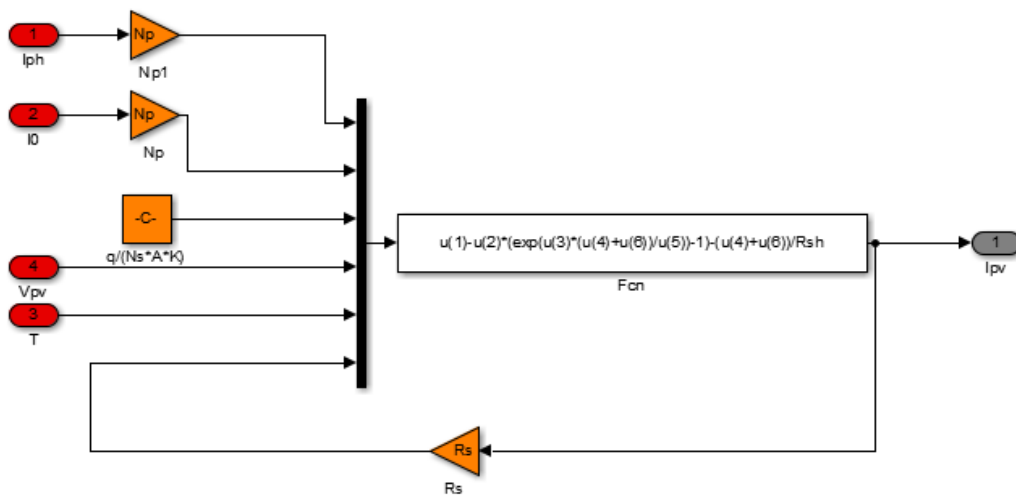 1
Iph
Np
Np1
2
I0
Np
Np
-C-
q/(Ns*A*K)
4
Vpv
3
T
u(1)-u(2)*(exp(u(3)*(u(4)+u(6))/u(5))-1)-(u(4)+u(6))/Rsh
Fcn
1
Ipv
Rs
Rs